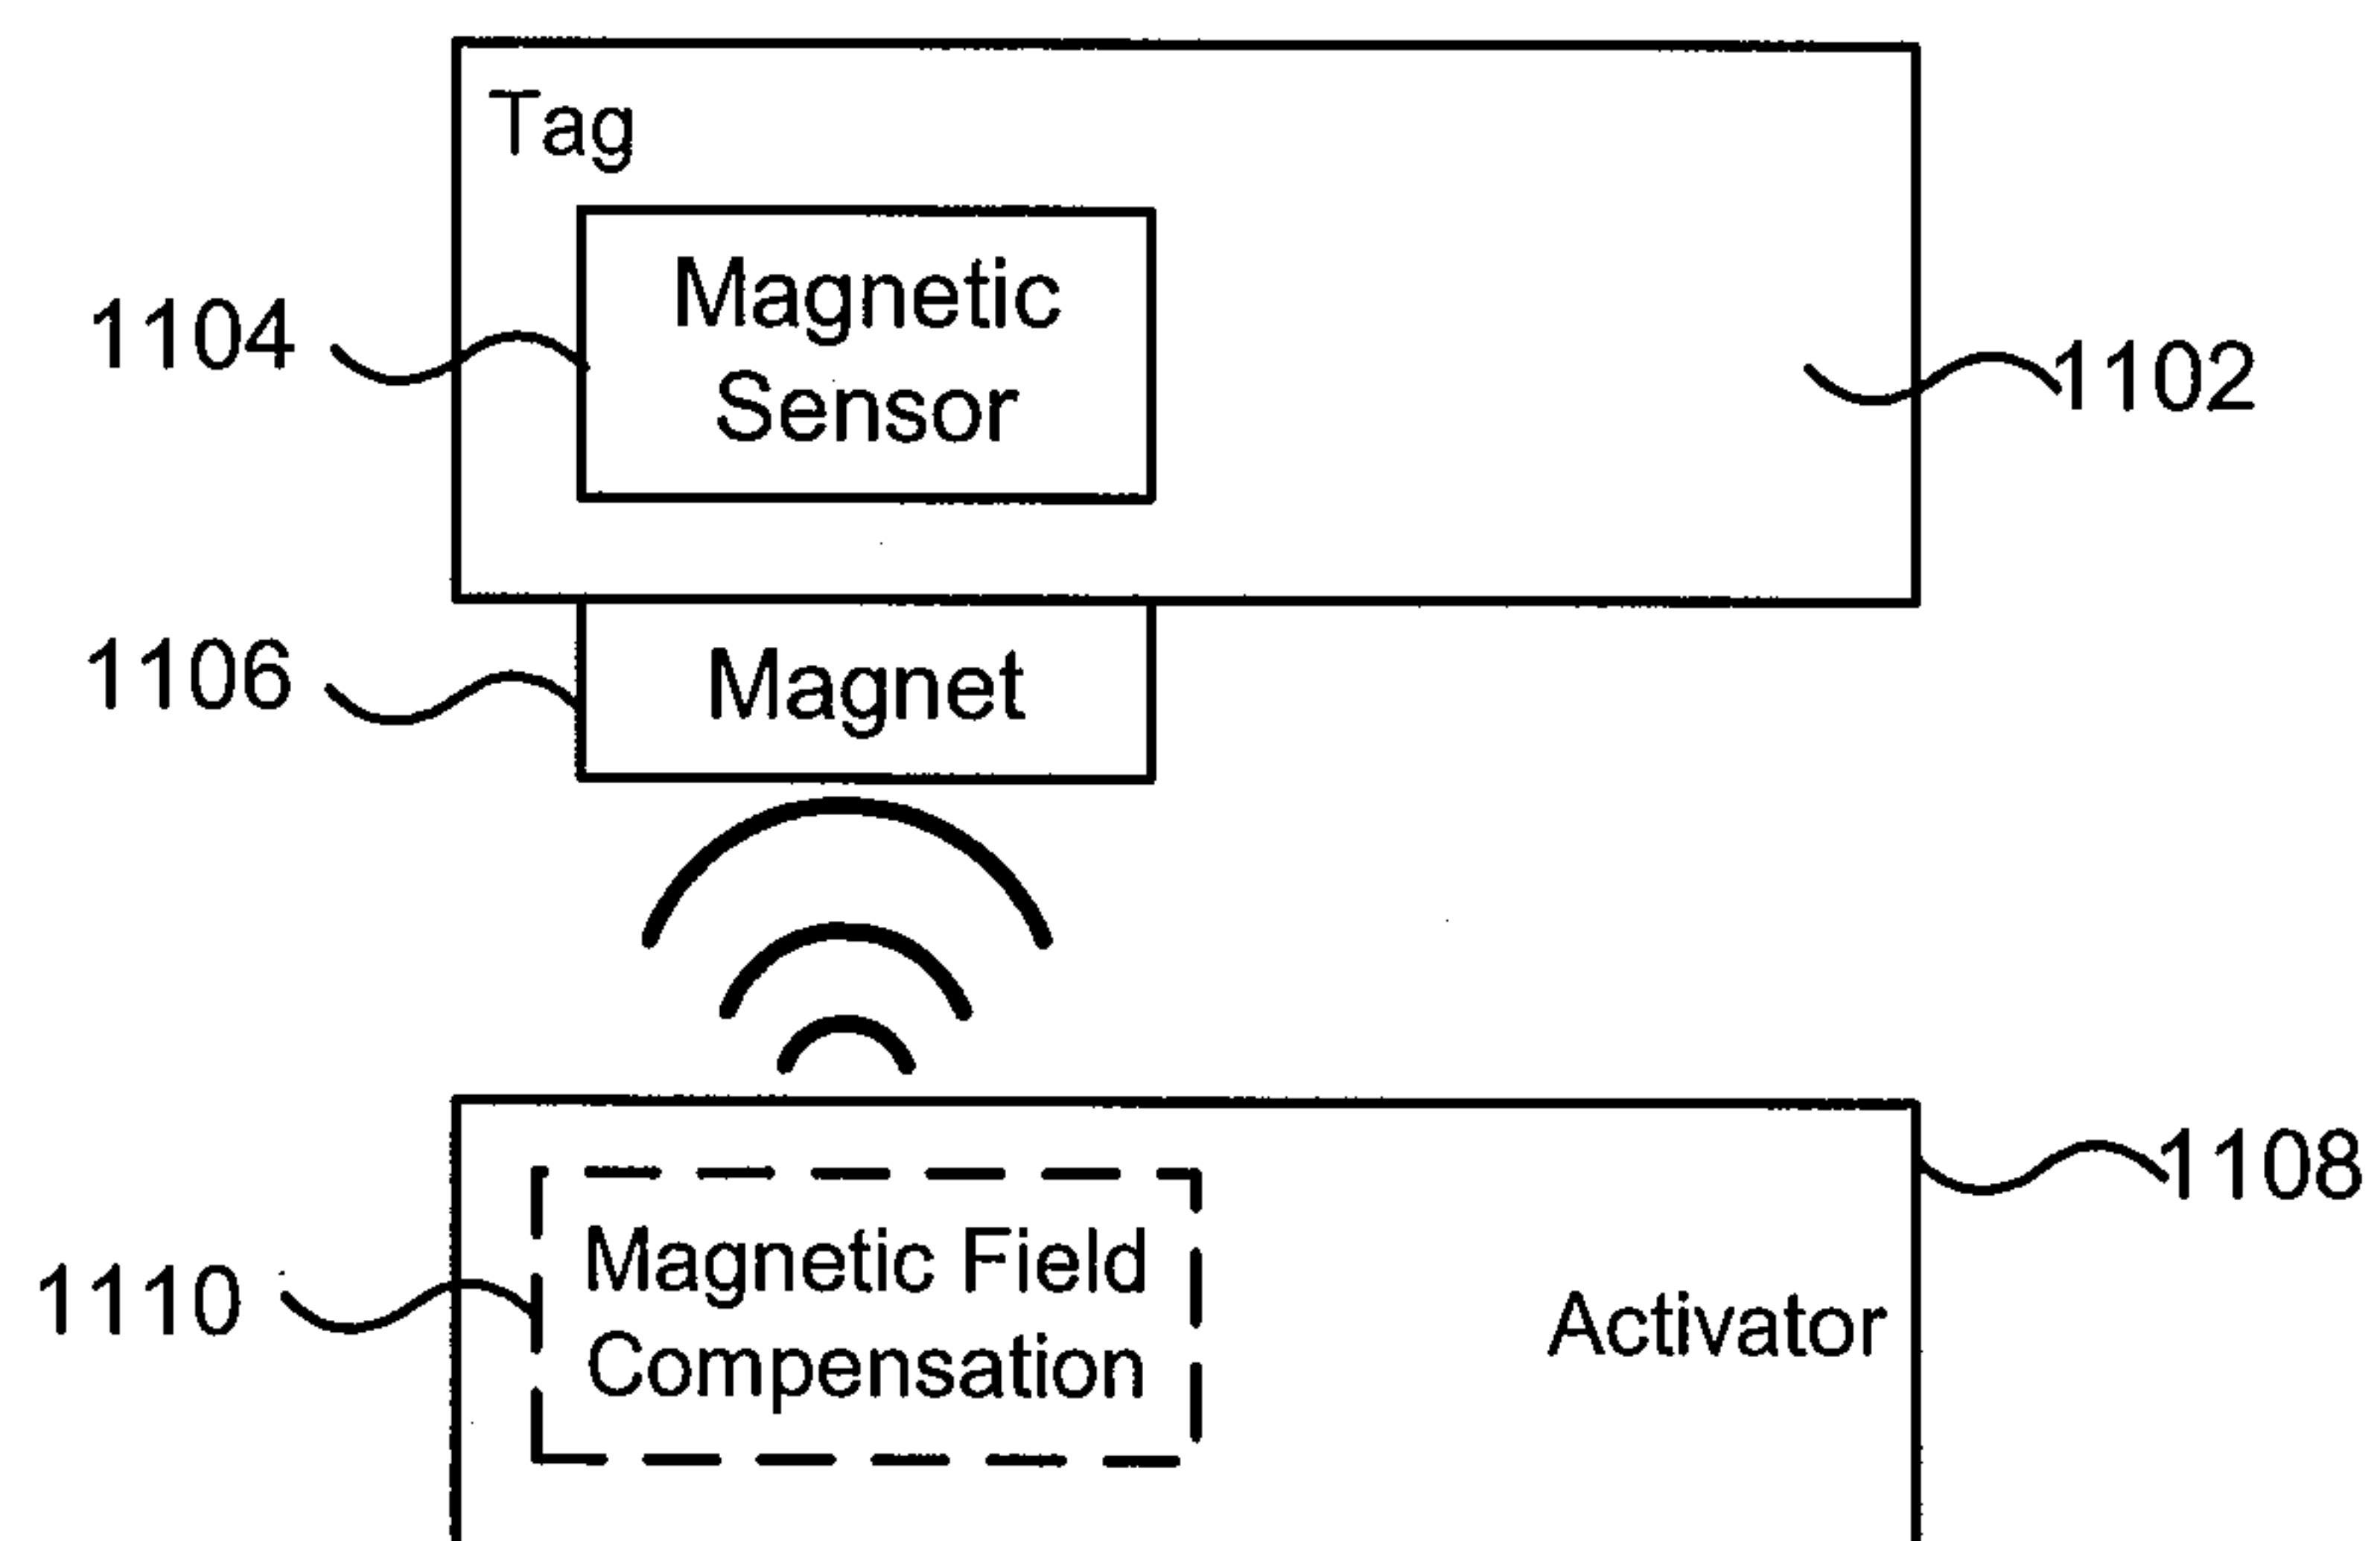 Tag
Magnetic
Sensor
1104
1102
1106
Magnet
1108
Magnetic Field
Compensation
1110
Activator